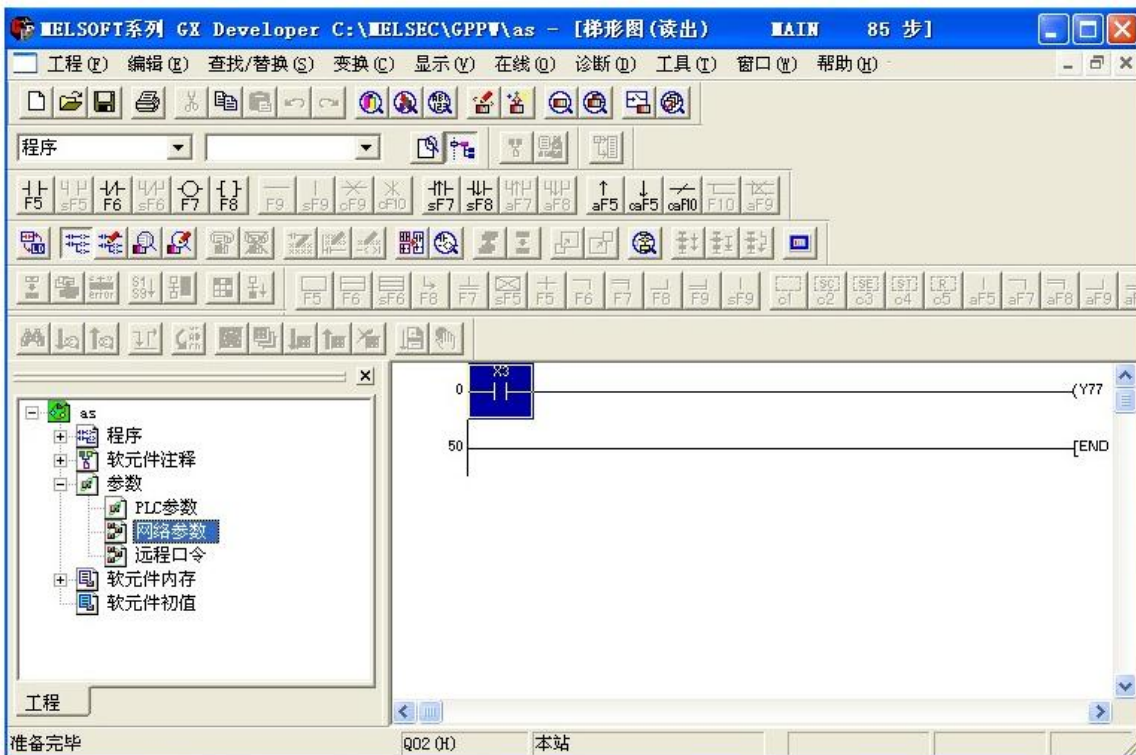 MELSOFT系列 GX Developer C:\MELSEC\GPPW\as - [梯形图(读出) MAIN 85 步]
工程(F) 编辑(E) 查找/替换(S) 变换(C) 显示(V) 在线(O) 诊断(D) 工具(T) 窗口(W) 帮助(H)
程序
F5 sF5 F6 sF6 F7 F8 F9 sF9 cF9 cF10 sF7 sF8 aF7 aF8 aF5 caF5 caF10 F10 aF9
F5 F6 sF6 F8 F7 sF5 F5 F6 F7 F8 F9 sF9 c1 c2 c3 c4 c5 aF5 aF7 aF8 aF9
as
程序
软元件注释
参数
PLC参数
网络参数
远程口令
软元件内存
软元件初值
工程
X3
0 (Y77
50 [END
准备完毕 Q02(H) 本站